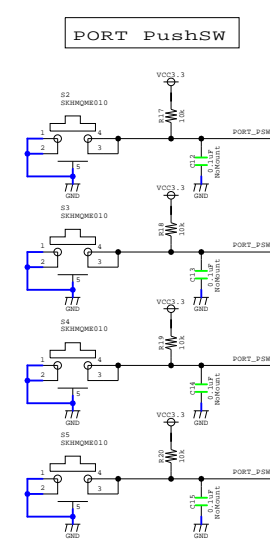 PORT PushSW
VCC3.3
S2
SKHMQME010
R17
10k
1
4
PORT_PSW
2
3
C12
0.1uF
NoMount
5
GND
GND
VCC3.3
S3
SKHMQME010
R18
10k
1
4
PORT_PSW
2
3
C13
0.1uF
NoMount
5
GND
GND
VCC3.3
S4
SKHMQME010
R19
10k
1
4
PORT_PSW
2
3
C14
0.1uF
NoMount
5
GND
GND
VCC3.3
S5
SKHMQME010
R20
10k
1
4
PORT_PSW
2
3
C15
0.1uF
NoMount
5
GND
GND